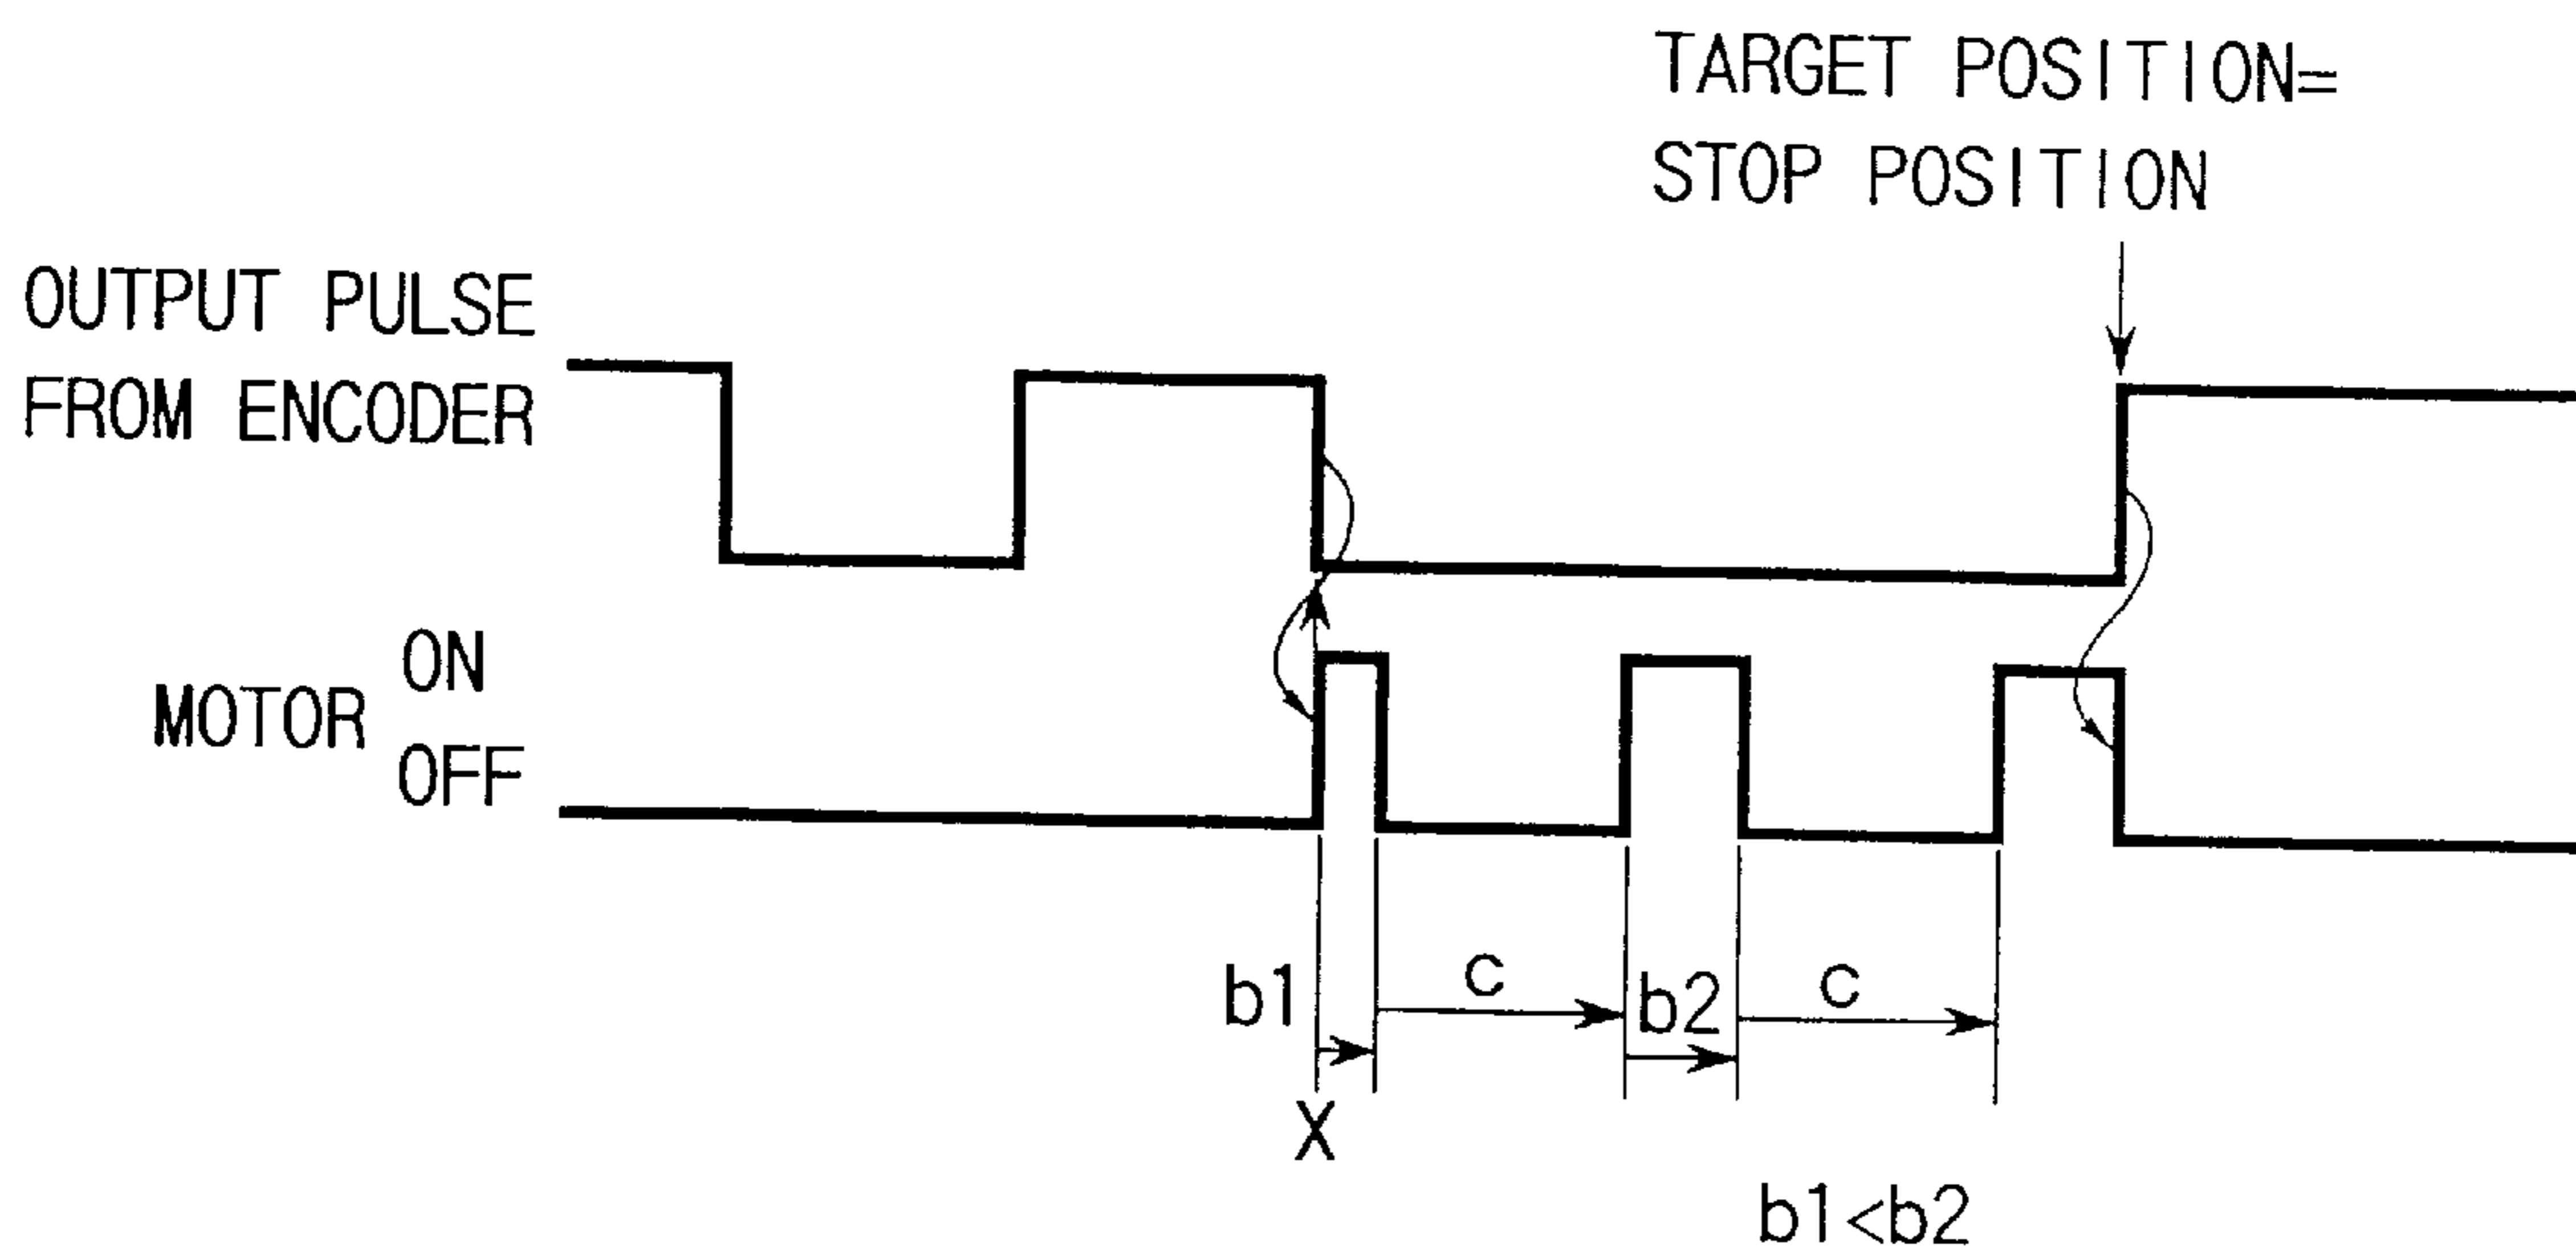 TARGET POSITION=
STOP POSITION
OUTPUT PULSE
FROM ENCODER
MOTOR ON
OFF
b1 c b2 c
X
b1<b2